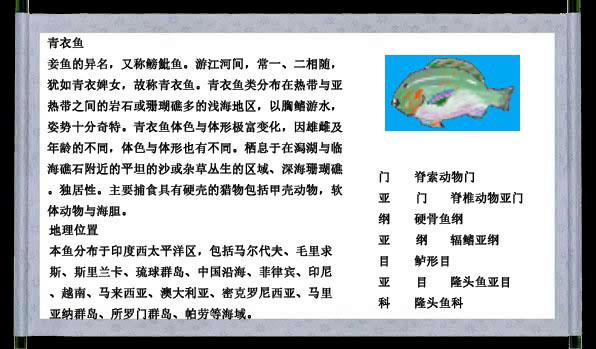 青衣鱼
妾鱼的异名，又称鳑魮鱼。游江河间，常一、二相随，
犹如青衣婢女，故称青衣鱼。青衣鱼类分布在热带与亚
热带之间的岩石或珊瑚礁多的浅海地区，以胸鳍游水，
姿势十分奇特。青衣鱼体色与体形极富变化，因雄雌及
年龄的不同，体色与体形也有不同。栖息于在潟湖与临
海礁石附近的平坦的沙或杂草丛生的区域、深海珊瑚礁
。独居性。主要捕食具有硬壳的猎物包括甲壳动物，软
体动物与海胆。
地理位置
本鱼分布于印度西太平洋区，包括马尔代夫、毛里求
斯、斯里兰卡、琉球群岛、中国沿海、菲律宾、印尼
、越南、马来西亚、澳大利亚、密克罗尼西亚、马里
亚纳群岛、所罗门群岛、帕劳等海域。
门 脊索动物门
亚 门 脊椎动物亚门
纲 硬骨鱼纲
亚 纲 辐鳍亚纲
目 鲈形目
亚 目 隆头鱼亚目
科 隆头鱼科